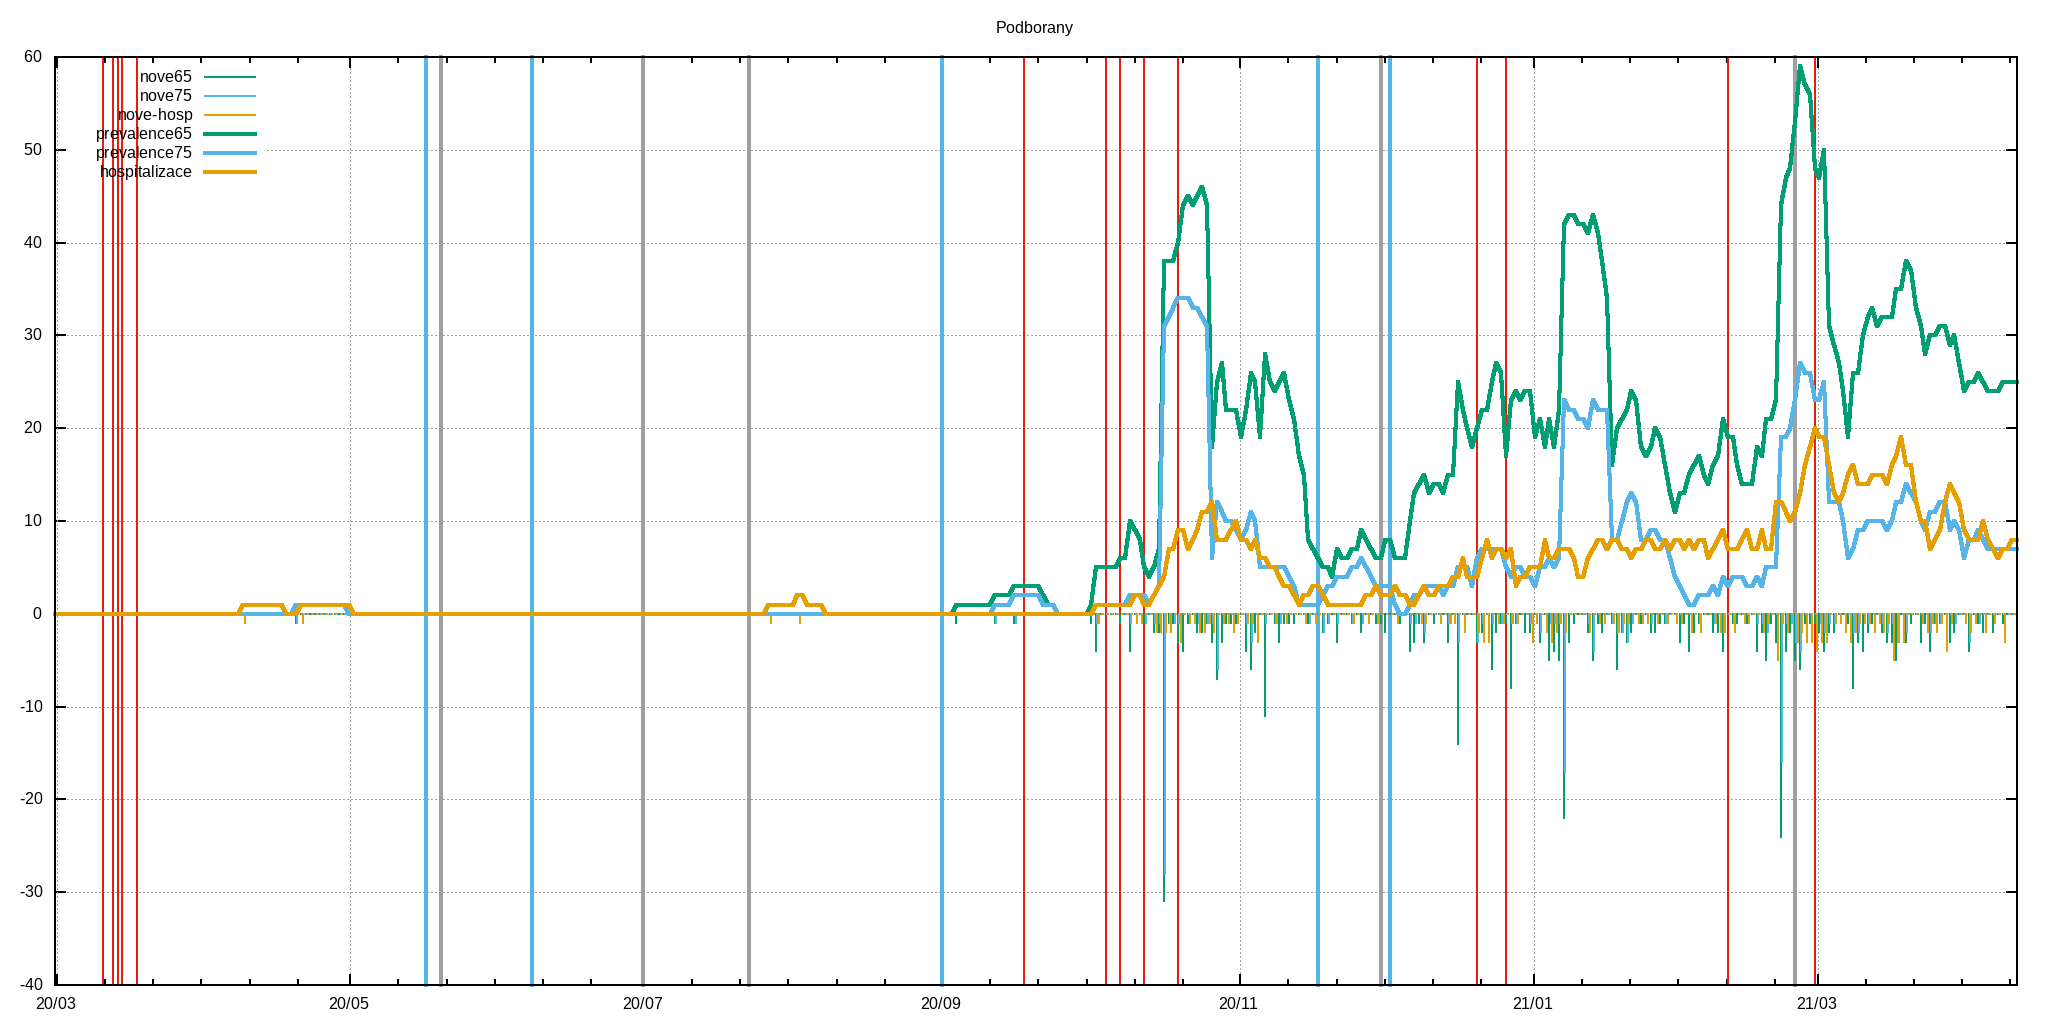 Podborany
60
50
40
30
20
10
0
-10
-20
-30
-40
nove65
nove75
nove-hosp
prevalence65
prevalence75
hospitalizace
20/03 20/05 20/07 20/09 20/11 21/01 21/03